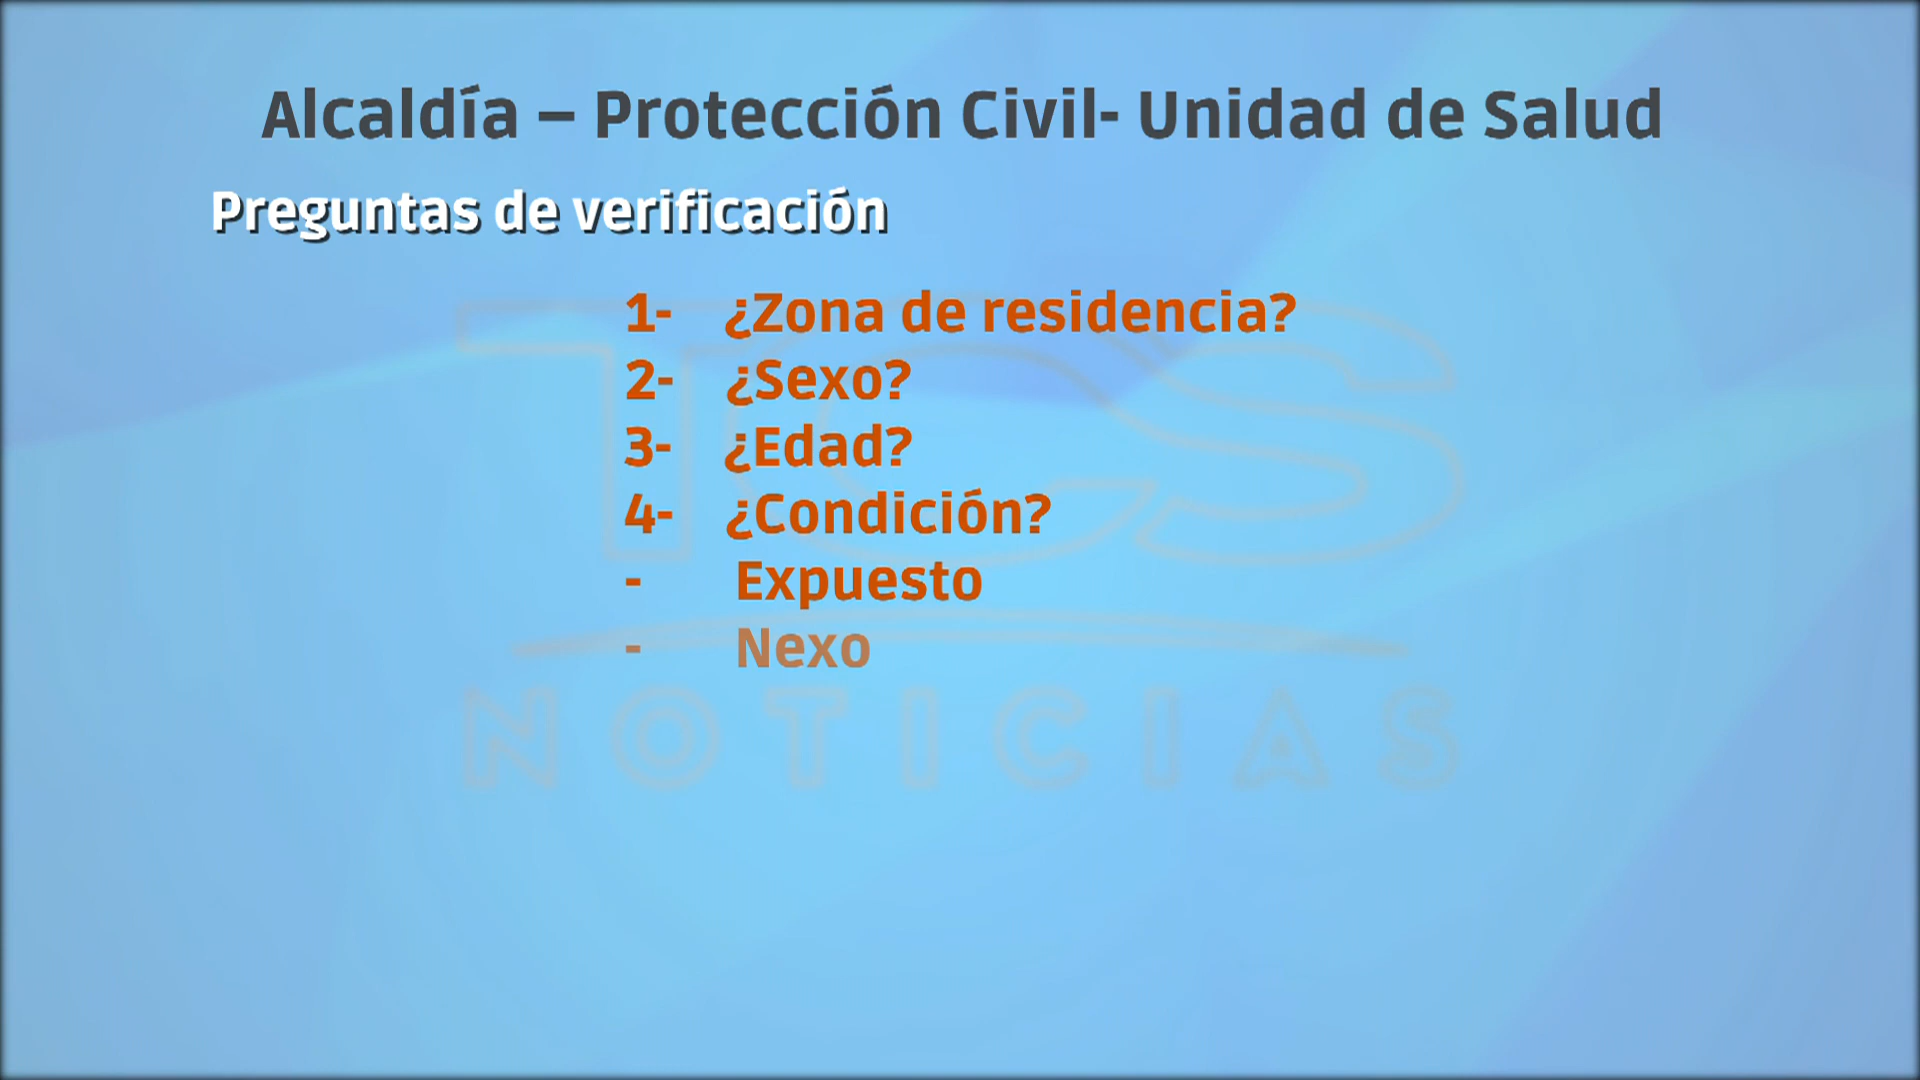 Alcaldía – Protección Civil- Unidad de Salud
Preguntas de verificación
1- ¿Zona de residencia?
2- ¿Sexo?
3- ¿Edad?
4- ¿Condición?
- Expuesto
- Nexo
TCS
NOTICIAS